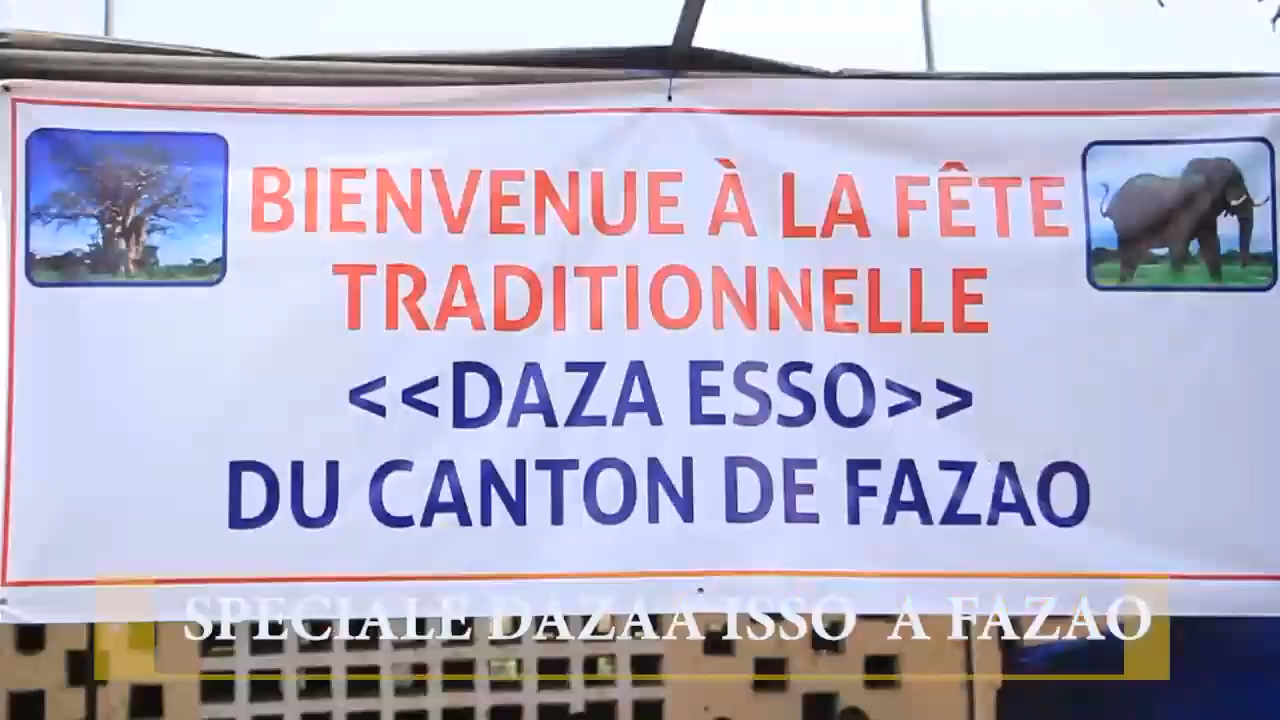 BIENVENUE À LA FÊTE
TRADITIONNELLE
<<DAZA ESSO>>
DU CANTON DE FAZAO
SPECIALE DAZAA ISSO A FAZAO